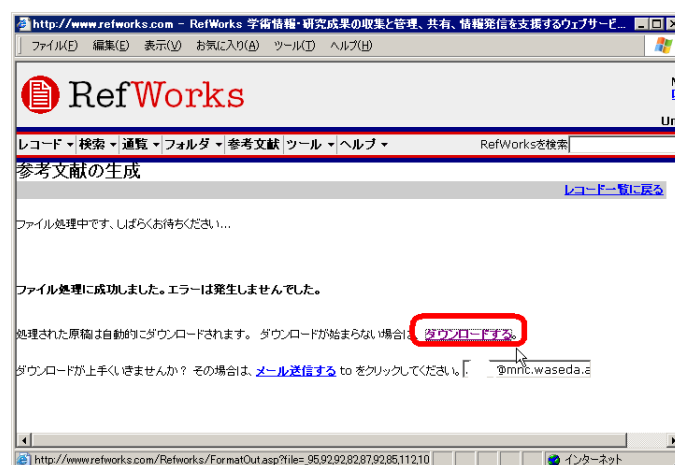 http://www.refworks.com - RefWorks 学術情報・研究成果の収集と管理、共有、情報発信を支援するウェブサービ...
ファイル(F) 編集(E) 表示(V) お気に入り(A) ツール(T) ヘルプ(H)
RefWorks
レコード 検索 通覧 フォルダ 参考文献 ツール ヘルプ RefWorksを検索
参考文献の生成
レコード一覧に戻る
ファイル処理中です、しばらくお待ちください...
ファイル処理に成功しました。エラーは発生しませんでした。
処理された原稿は自動的にダウンロードされます。 ダウンロードが始まらない場合は、ダウンロードする。
ダウンロードが上手くいきませんか? その場合は、メール送信する to をクリックしてください。 @mnc.waseda.a
http://www.refworks.com/Refworks/FormatOut.asp?file=_95,92,92,82,87,92,85,112,10 インターネット